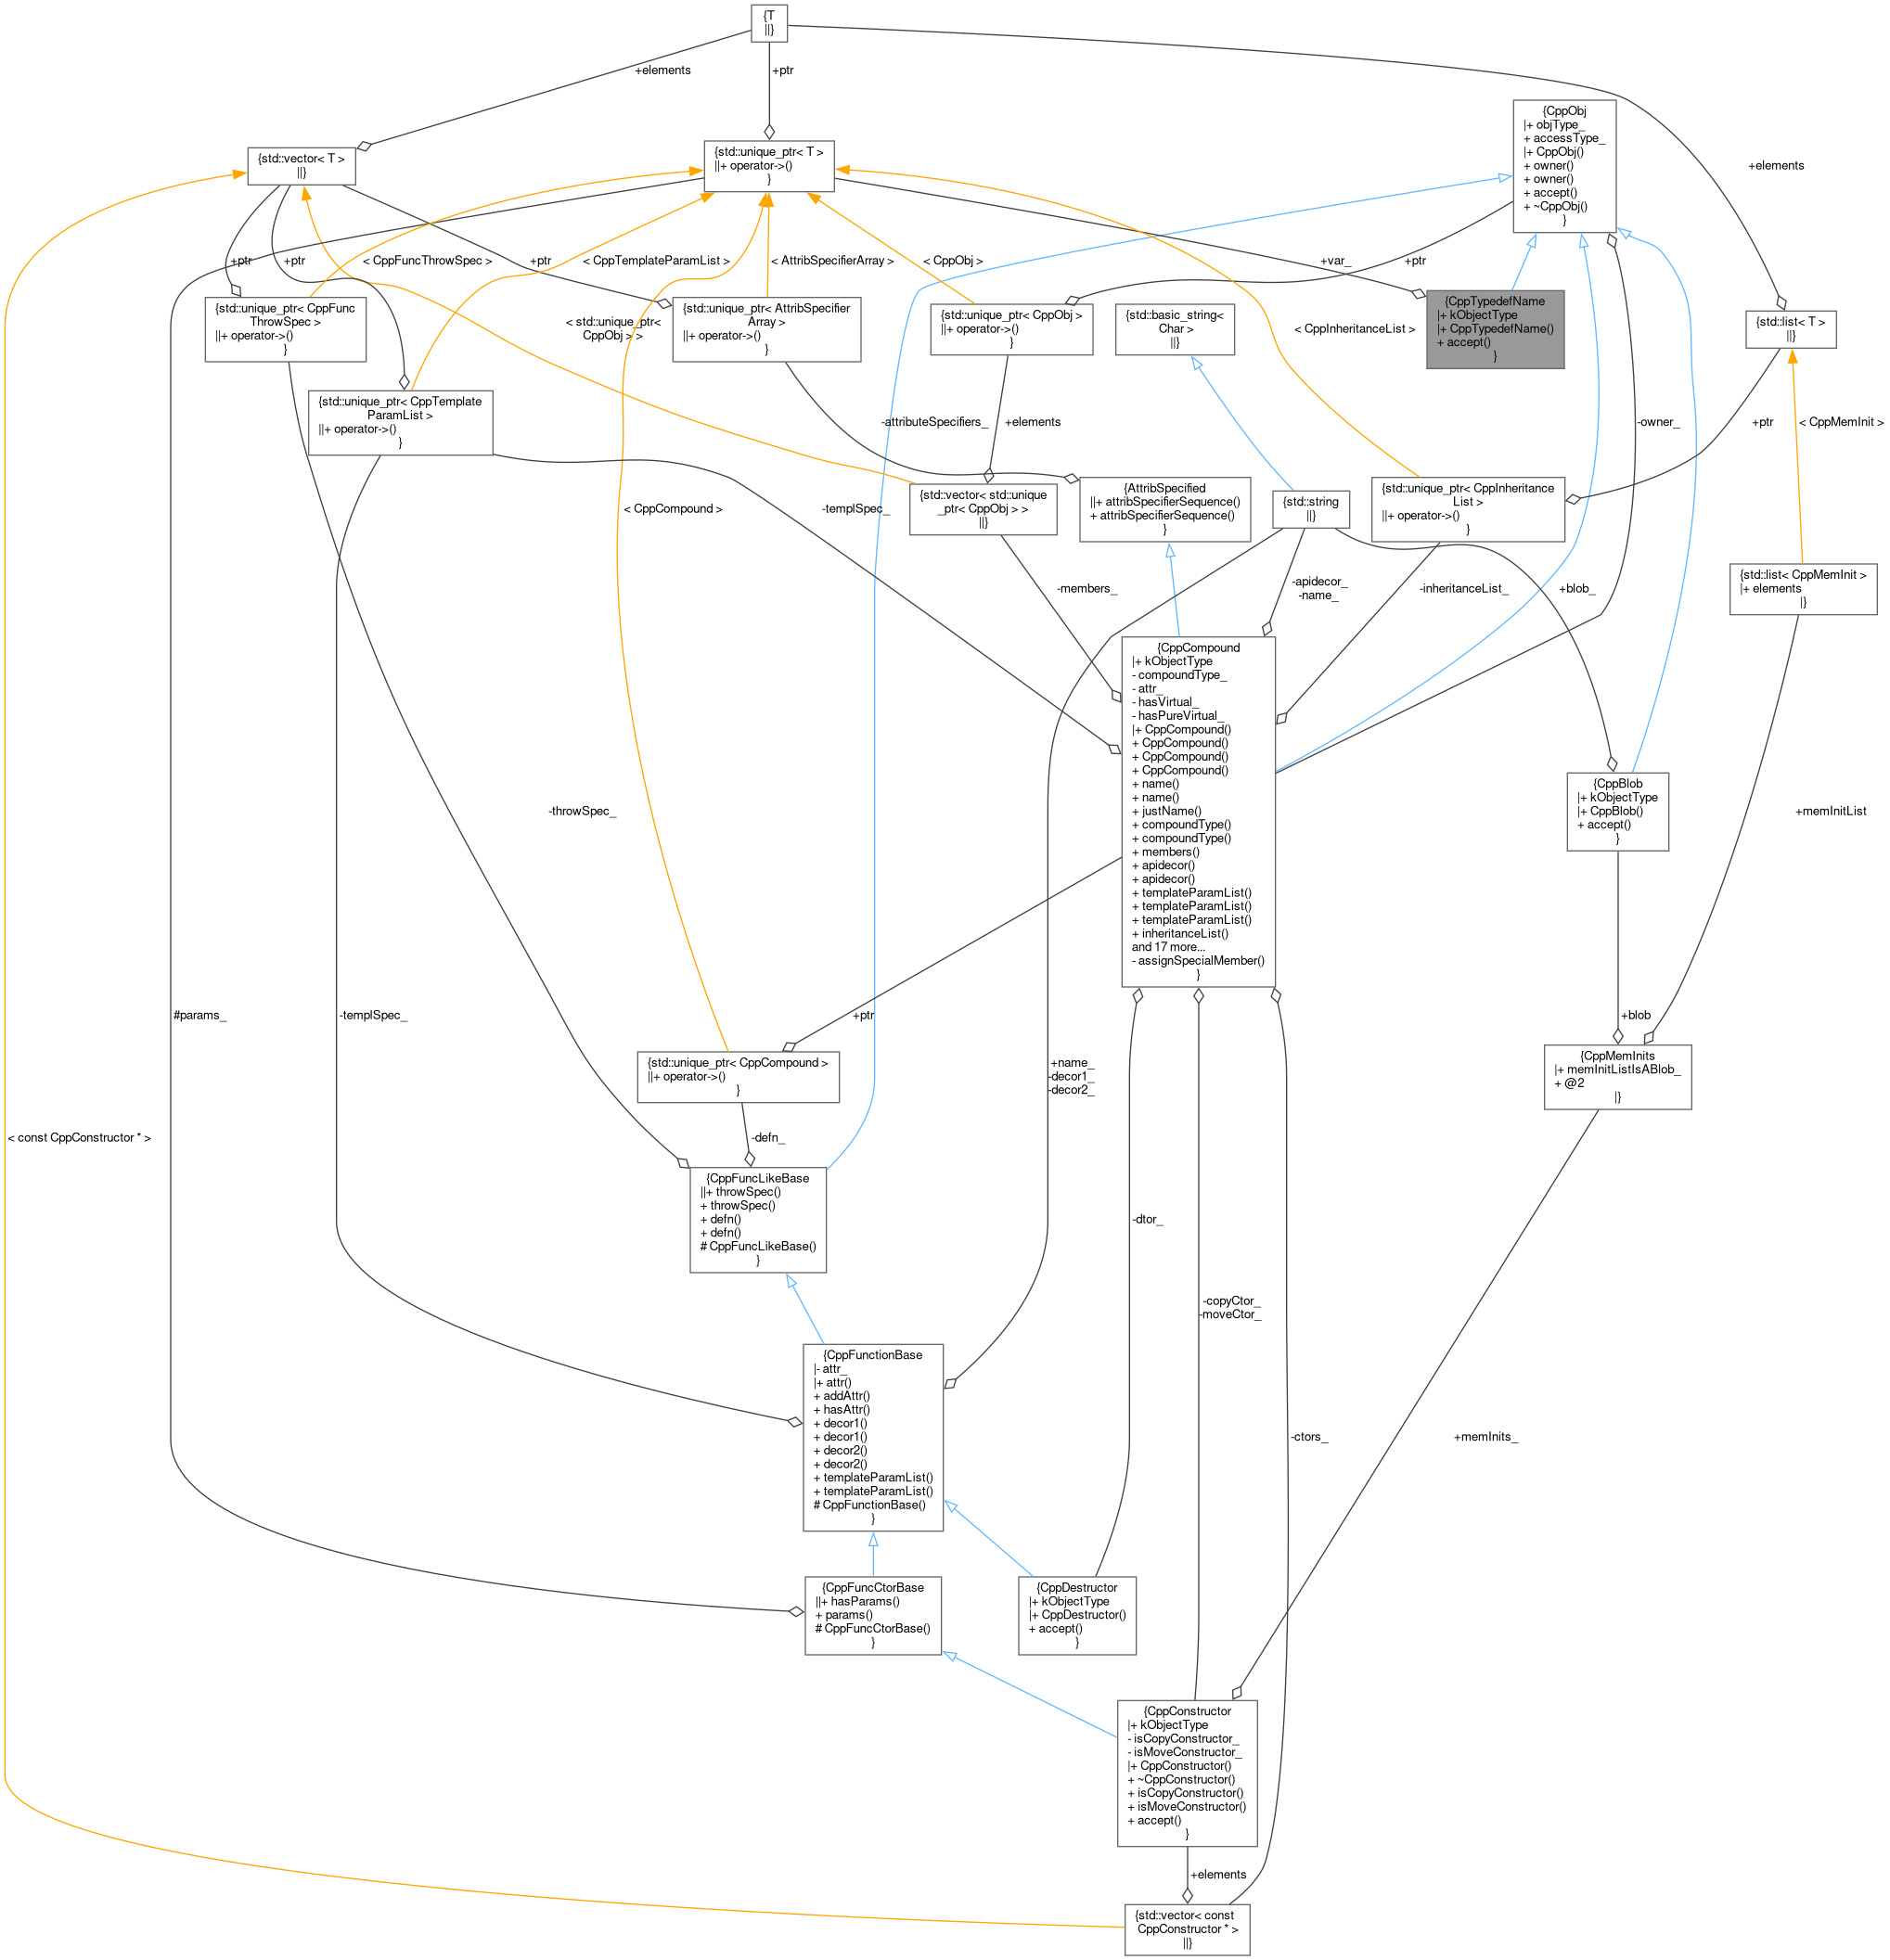 {T
||}
+elements
+ptr
{CppObj
|+ objType_
+ accessType_
|+ CppObj()
+ owner()
+ owner()
+ accept()
+ ~CppObj()
}
{std::vector< T >
||}
{std::unique_ptr< T >
||+ operator->()
}
+elements
+ptr
< CppFuncThrowSpec >
+ptr
< CppTemplateParamList >
+ptr
< AttribSpecifierArray >
< CppObj >
+var_
+ptr
{std::unique_ptr< CppFunc
ThrowSpec >
||+ operator->()
}
{std::unique_ptr< AttribSpecifier
Array >
||+ operator->()
}
{std::unique_ptr< CppObj >
||+ operator->()
}
{std::basic_string<
Char >
||}
{CppTypedefName
|+ kObjectType
|+ CppTypedefName()
+ accept()
}
{std::list< T >
||}
< std::unique_ptr<
CppObj > >
< CppInheritanceList >
{std::unique_ptr< CppTemplate
ParamList >
||+ operator->()
}
-attributeSpecifiers_
+elements
-owner_
+ptr
< CppMemInit >
{std::vector< std::unique
_ptr< CppObj > >
||}
{AttribSpecified
||+ attribSpecifierSequence()
+ attribSpecifierSequence()
}
{std::string
||}
{std::unique_ptr< CppInheritance
List >
||+ operator->()
}
< CppCompound >
-templSpec_
{std::list< CppMemInit >
|+ elements
|}
-members_
-apidecor_
-name_
-inheritanceList_
+blob_
{CppCompound
|+ kObjectType
- compoundType_
- attr_
- hasVirtual_
- hasPureVirtual_
|+ CppCompound()
+ CppCompound()
+ CppCompound()
+ CppCompound()
+ name()
+ name()
+ justName()
+ compoundType()
+ compoundType()
+ members()
+ apidecor()
+ apidecor()
+ templateParamList()
+ templateParamList()
+ templateParamList()
+ inheritanceList()
and 17 more...
- assignSpecialMember()
}
{CppBlob
|+ kObjectType
|+ CppBlob()
+ accept()
}
-throwSpec_
+memInitList
#params_
-templSpec_
+ptr
+blob
{std::unique_ptr< CppCompound >
||+ operator->()
}
+name_
-decor1_
-decor2_
{CppMemInits
|+ memInitListIsABlob_
+ @2
|}
< const CppConstructor * >
-defn_
{CppFuncLikeBase
||+ throwSpec()
+ throwSpec()
+ defn()
+ defn()
# CppFuncLikeBase()
}
-dtor_
-copyCtor_
-moveCtor_
{CppFunctionBase
|- attr_
|+ attr()
+ addAttr()
+ hasAttr()
+ decor1()
+ decor1()
+ decor2()
+ decor2()
+ templateParamList()
+ templateParamList()
# CppFunctionBase()
}
-ctors_
+memInits_
{CppFuncCtorBase
||+ hasParams()
+ params()
# CppFuncCtorBase()
}
{CppDestructor
|+ kObjectType
|+ CppDestructor()
+ accept()
}
{CppConstructor
|+ kObjectType
- isCopyConstructor_
- isMoveConstructor_
|+ CppConstructor()
+ ~CppConstructor()
+ isCopyConstructor()
+ isMoveConstructor()
+ accept()
}
+elements
{std::vector< const
CppConstructor * >
||}